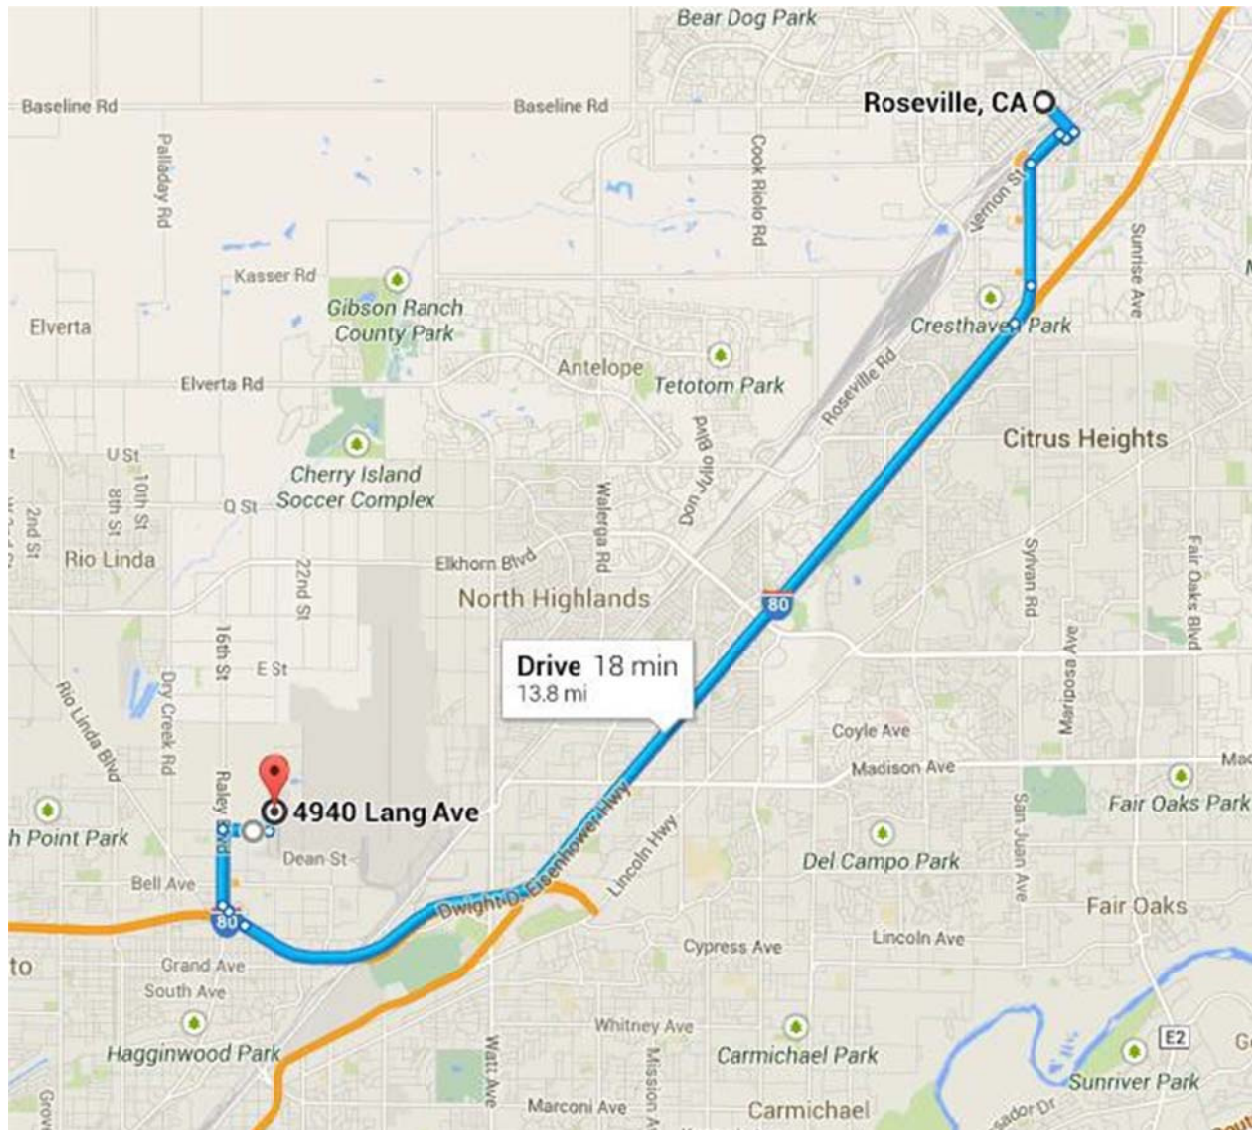 Bear Dog Park
Roseville, CA
Baseline Rd
Baseline Rd
Palladay Rd
Cook Riolo Rd
Vernon St
Sunrise Ave
Kasser Rd
Gibson Ranch
County Park
Elverta
Cresthaven Park
Antelope
Tetotom Park
Elverta Rd
Roseville Rd
Don Julio Blvd
Citrus Heights
U St
10th St
8th St
2nd St
Cherry Island
Soccer Complex
Q St
Walerga Rd
Rio Linda
Elkhorn Blvd
22nd St
Sylvan Rd
Fair Oaks Blvd
North Highlands
80
16th St
E St
Mariposa Ave
Drive 18 min
13.8 mi
Rio Linda Blvd
Dry Creek Rd
Coyle Ave
Madison Ave
Raley Blvd
4940 Lang Ave
Fair Oaks Park
h Point Park
Dwight D. Eisenhower Hwy
Lincoln Hwy
San Juan Ave
Dean St
Del Campo Park
Bell Ave
80
Fair Oaks
Cypress Ave
Lincoln Ave
to
Grand Ave
South Ave
Hagginwood Park
Whitney Ave
Carmichael Park
E2
Watt Ave
Mission A
Sunriver Park
Marconi Ave
Carmichael
sador Dr
Grove